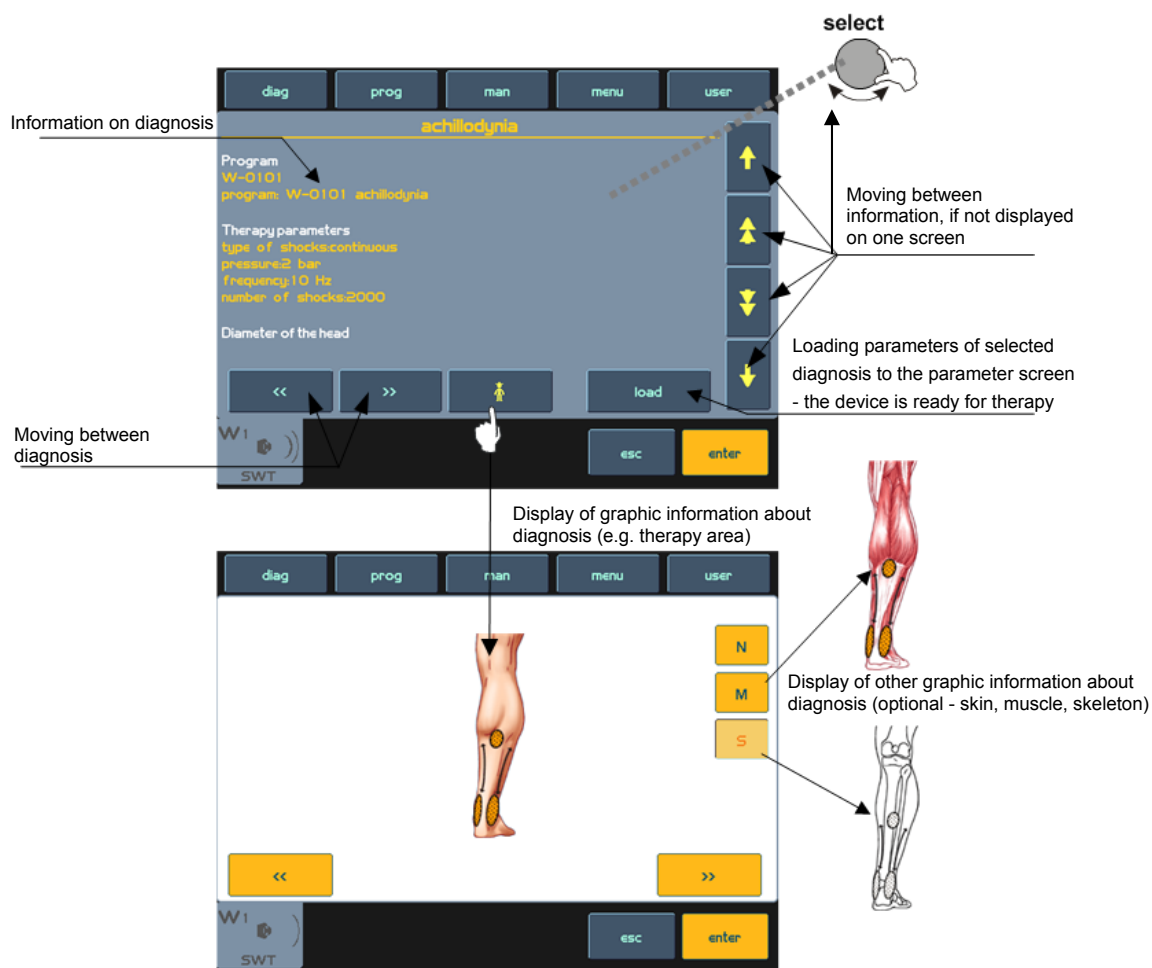 select
diag
prog
man
menu
user
Information on diagnosis
achillodynia
Program
W-0101
program: W-0101 achillodynia
Therapy parameters
type of shocks:continuous
pressure:2 bar
frequency:10 Hz
number of shocks:2000
Diameter of the head
Moving between
information, if not displayed
on one screen
Loading parameters of selected
diagnosis to the parameter screen
- the device is ready for therapy
<<
>>
load
Moving between
diagnosis
W1
SWT
esc
enter
Display of graphic information about
diagnosis (e.g. therapy area)
diag
prog
man
menu
user
N
M
S
Display of other graphic information about
diagnosis (optional - skin, muscle, skeleton)
<<
>>
W1
SWT
esc
enter